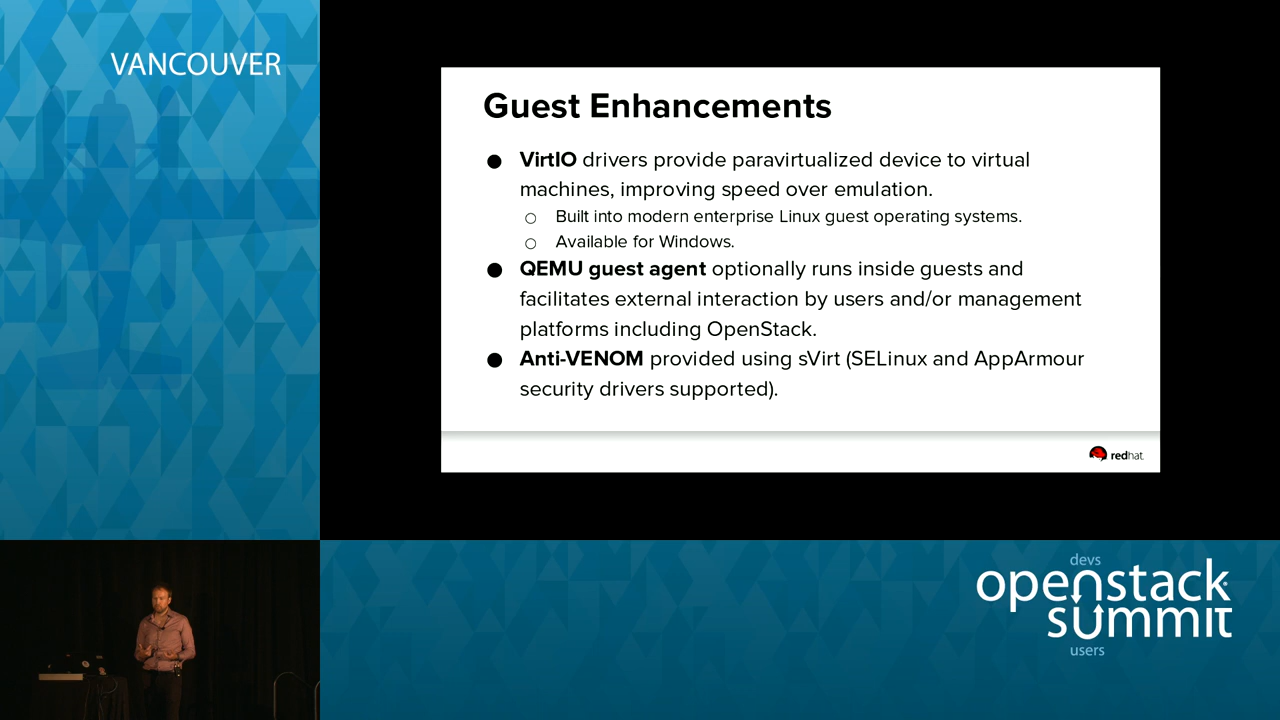 VANCOUVER
Guest Enhancements
● VirtIO drivers provide paravirtualized device to virtual
machines, improving speed over emulation.
○ Built into modern enterprise Linux guest operating systems.
○ Available for Windows.
● QEMU guest agent optionally runs inside guests and
facilitates external interaction by users and/or management
platforms including OpenStack.
● Anti-VENOM provided using sVirt (SELinux and AppArmour
security drivers supported).
redhat
devs
openstack
summit
users